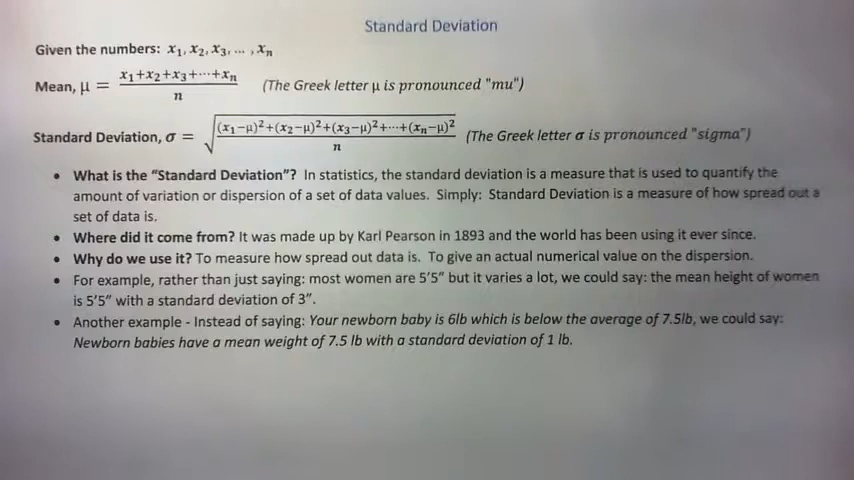 Standard Deviation
Given the numbers: x₁, x₂, x₃, … , xₙ
Mean, μ = (x₁+x₂+x₃+⋯+xₙ)/n (The Greek letter μ is pronounced "mu")
Standard Deviation, σ = √(((x₁−μ)²+(x₂−μ)²+(x₃−μ)²+⋯+(xₙ−μ)²)/n) (The Greek letter σ is pronounced "sigma")
• What is the "Standard Deviation"? In statistics, the standard deviation is a measure that is used to quantify the
amount of variation or dispersion of a set of data values. Simply: Standard Deviation is a measure of how spread out a
set of data is.
• Where did it come from? It was made up by Karl Pearson in 1893 and the world has been using it ever since.
• Why do we use it? To measure how spread out data is. To give an actual numerical value on the dispersion.
• For example, rather than just saying: most women are 5'5" but it varies a lot, we could say: the mean height of women
is 5'5" with a standard deviation of 3".
• Another example - Instead of saying: Your newborn baby is 6lb which is below the average of 7.5lb, we could say:
Newborn babies have a mean weight of 7.5 lb with a standard deviation of 1 lb.